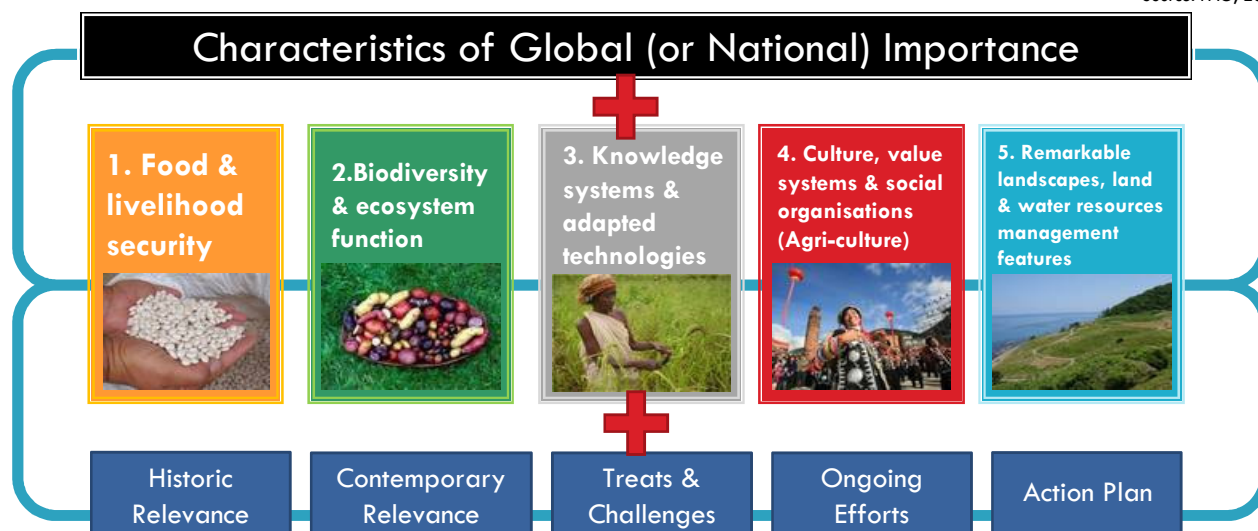 Characteristics of Global (or National) Importance
1. Food &
livelihood
security
2.Biodiversity
& ecosystem
function
3. Knowledge
systems &
adapted
technologies
4. Culture, value
systems & social
organisations
(Agri-culture)
5. Remarkable
landscapes, land
& water resources
management
features
Historic
Relevance
Contemporary
Relevance
Treats &
Challenges
Ongoing
Efforts
Action Plan